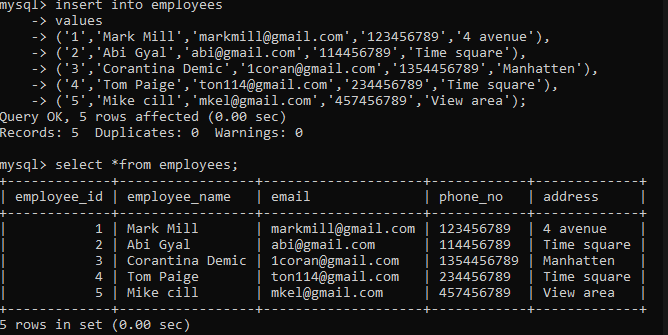 mysql> insert into employees
    -> values
    -> ('1','Mark Mill','markmill@gmail.com','123456789','4 avenue'),
    -> ('2','Abi Gyal','abi@gmail.com','114456789','Time square'),
    -> ('3','Corantina Demic','1coran@gmail.com','1354456789','Manhatten'),
    -> ('4','Tom Paige','ton114@gmail.com','234456789','Time square'),
    -> ('5','Mike cill','mkel@gmail.com','457456789','View area');
Query OK, 5 rows affected (0.00 sec)
Records: 5  Duplicates: 0  Warnings: 0

mysql> select *from employees;
+-------------+-----------------+--------------------+------------+-------------+
| employee_id | employee_name   | email              | phone_no   | address     |
+-------------+-----------------+--------------------+------------+-------------+
|           1 | Mark Mill       | markmill@gmail.com | 123456789  | 4 avenue    |
|           2 | Abi Gyal        | abi@gmail.com      | 114456789  | Time square |
|           3 | Corantina Demic | 1coran@gmail.com   | 1354456789 | Manhatten   |
|           4 | Tom Paige       | ton114@gmail.com   | 234456789  | Time square |
|           5 | Mike cill       | mkel@gmail.com     | 457456789  | View area   |
+-------------+-----------------+--------------------+------------+-------------+
5 rows in set (0.00 sec)